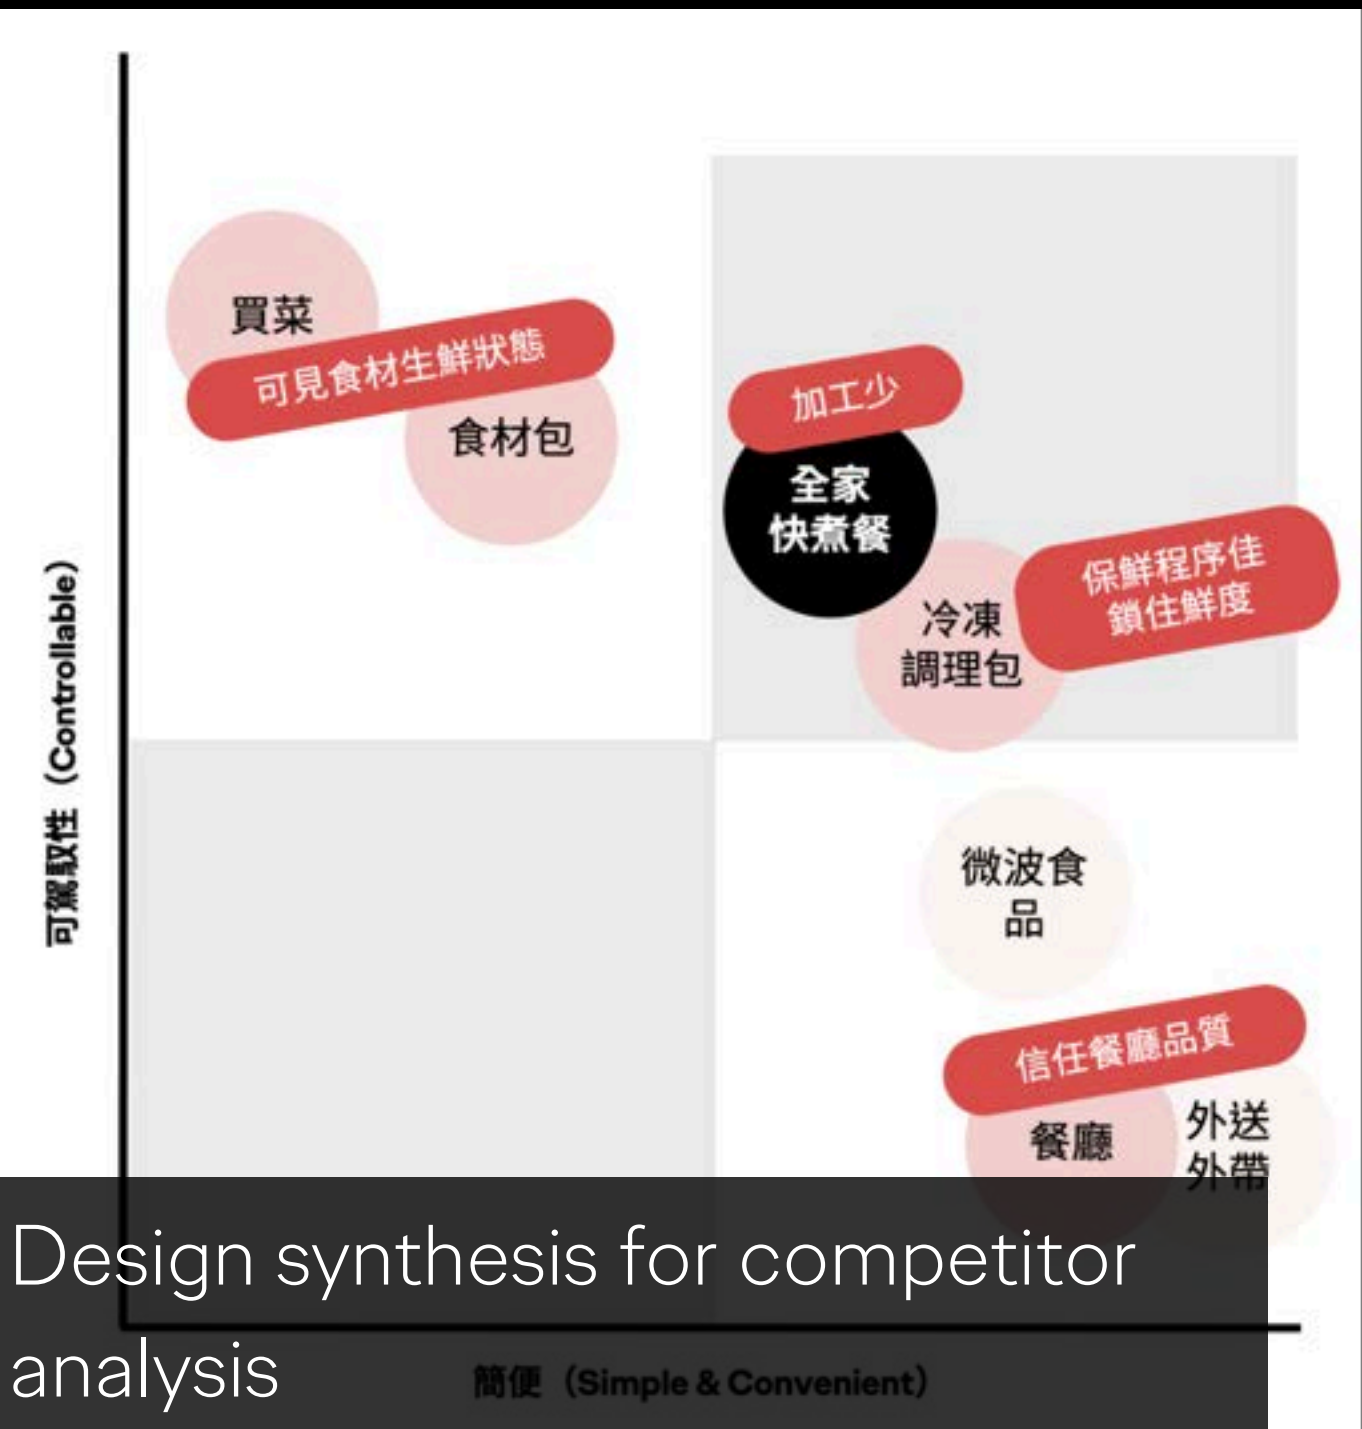 買菜
可見食材生鮮狀態
食材包
加工少
全家
快煮餐
保鮮程序佳
鎖住鮮度
冷凍
調理包
可駕馭性（Controllable）
微波食
品
信任餐廳品質
餐廳
外送
外帶
Design synthesis for competitor
analysis
簡便（Simple & Convenient）